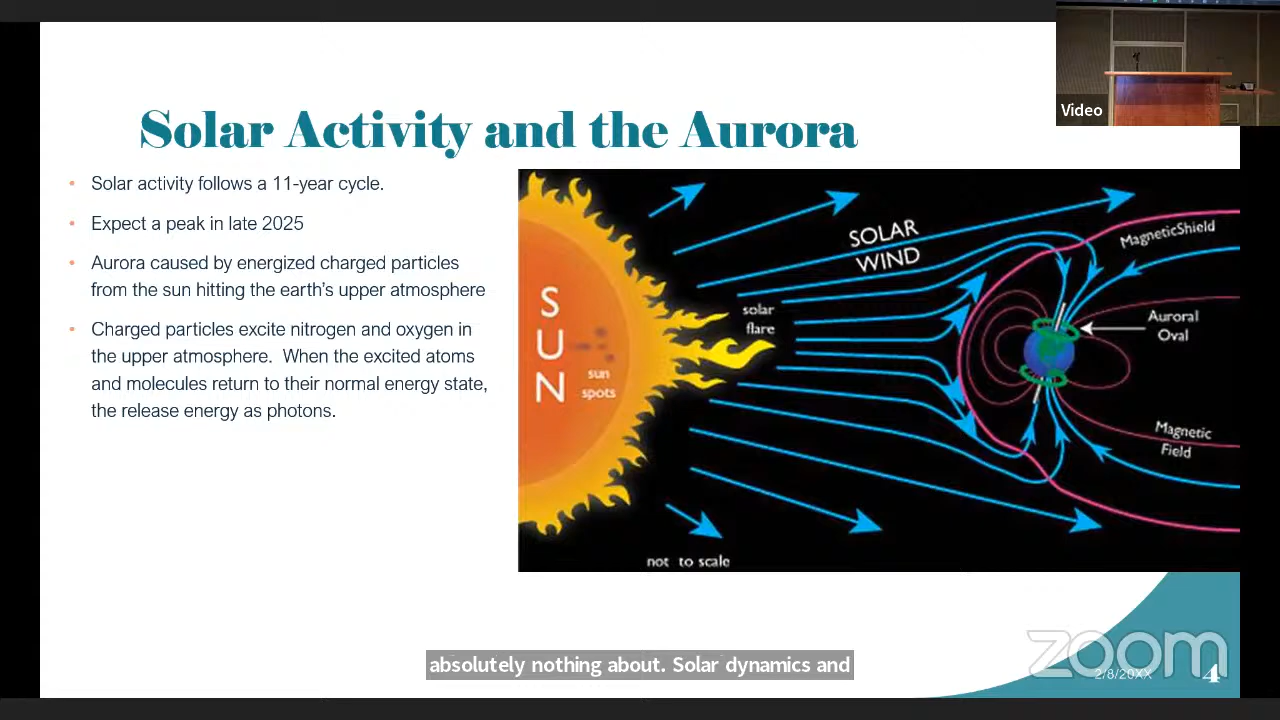 Video
Solar Activity and the Aurora
• Solar activity follows a 11-year cycle.
• Expect a peak in late 2025
• Aurora caused by energized charged particles
from the sun hitting the earth's upper atmosphere
• Charged particles excite nitrogen and oxygen in
the upper atmosphere. When the excited atoms
and molecules return to their normal energy state,
the release energy as photons.
SUN
sun
spots
solar
flare
SOLAR
WIND
MagneticShield
Auroral
Oval
Magnetic
Field
not to scale
absolutely nothing about. Solar dynamics and
zoom
2/8/20XX
4